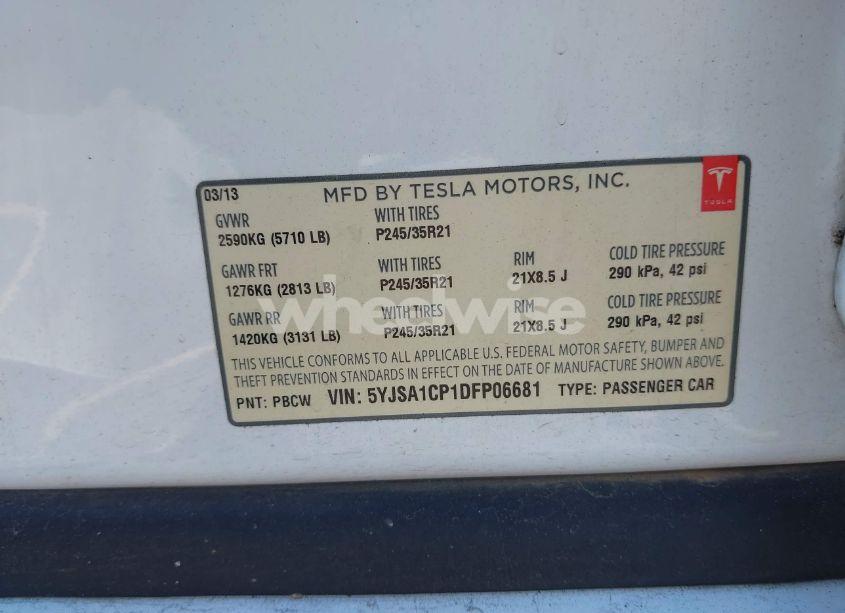 03/13 MFD BY TESLA MOTORS, INC.
TESLA
GVWR WITH TIRES
2590KG (5710 LB) P245/35R21
GAWR FRT WITH TIRES RIM COLD TIRE PRESSURE
1276KG (2813 LB) P245/35R21 21X8.5 J 290 kPa, 42 psi
GAWR RR WITH TIRES RIM COLD TIRE PRESSURE
1420KG (3131 LB) P245/35R21 21X8.5 J 290 kPa, 42 psi
wheelwise
THIS VEHICLE CONFORMS TO ALL APPLICABLE U.S. FEDERAL MOTOR SAFETY, BUMPER AND
THEFT PREVENTION STANDARDS IN EFFECT ON THE DATE OF MANUFACTURE SHOWN ABOVE.
PNT: PBCW VIN: 5YJSA1CP1DFP06681 TYPE: PASSENGER CAR